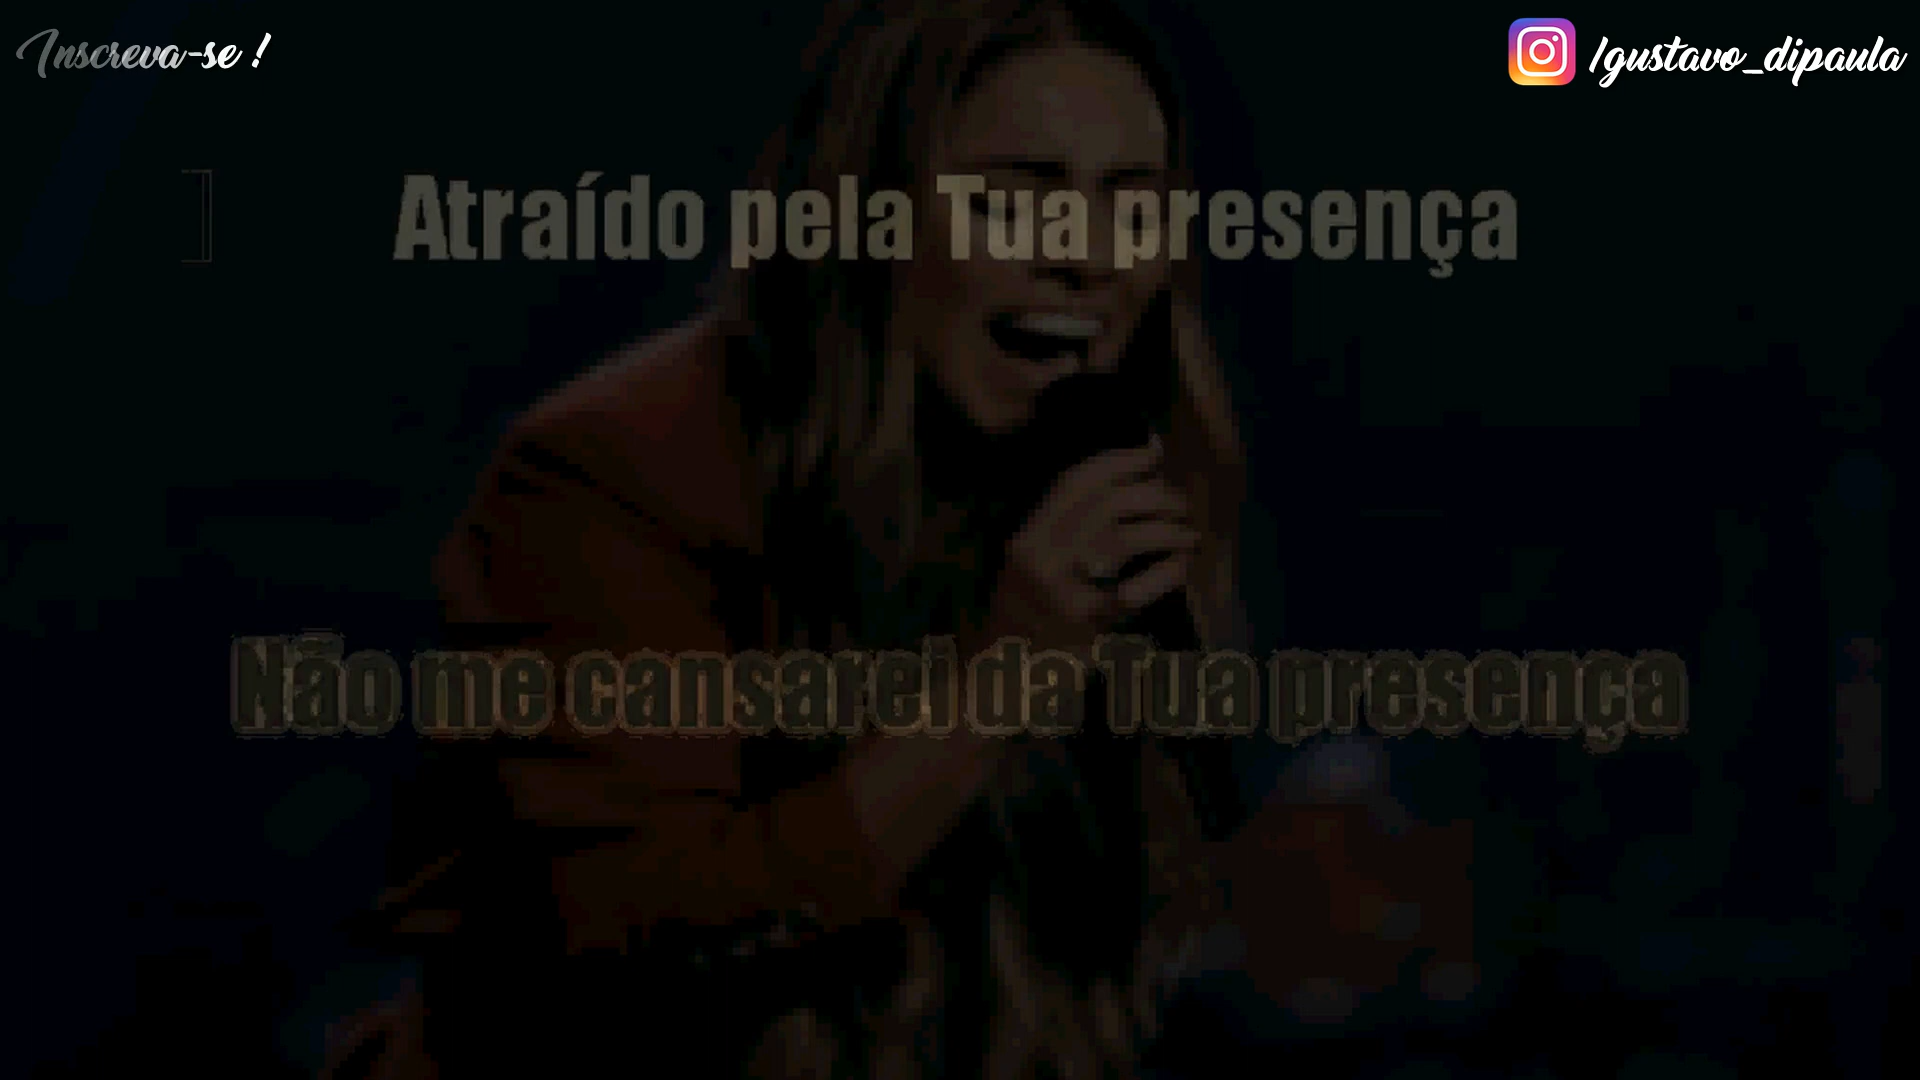 Inscreva-se !
/gustavo_dipaula
Atraído pela Tua presença
Não me cansarei da Tua presença